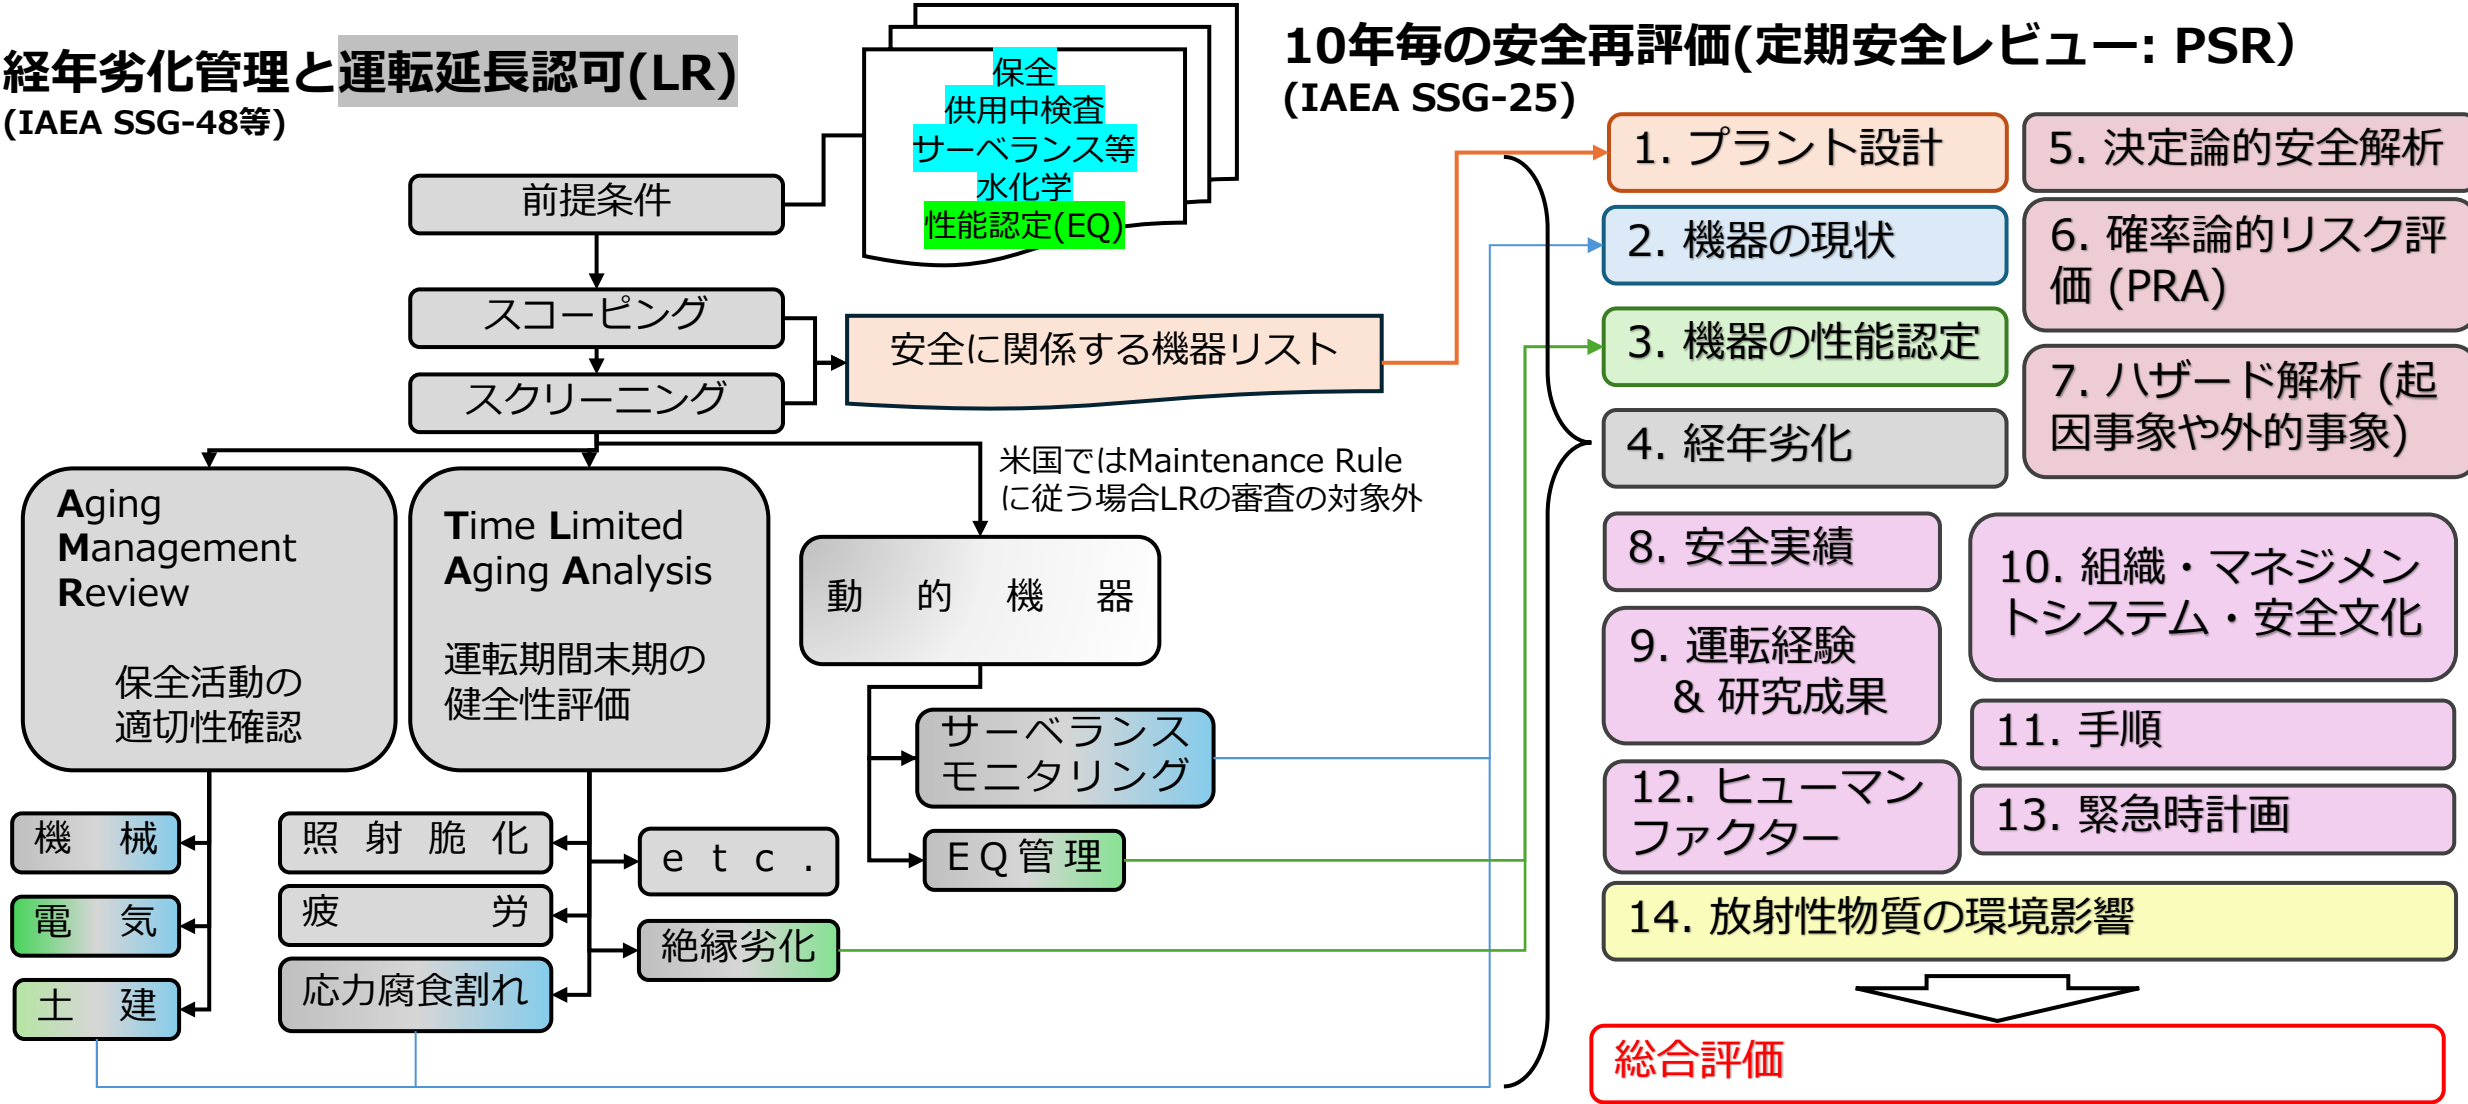 経年劣化管理と運転延長認可(LR)
(IAEA SSG-48等)
保全
供用中検査
サーベランス等
水化学
性能認定(EQ)
前提条件
スコーピング
スクリーニング
安全に関係する機器リスト
米国ではMaintenance Rule
に従う場合LRの審査の対象外
Aging
Management
Review
保全活動の
適切性確認
Time Limited
Aging Analysis
運転期間末期の
健全性評価
動的機器
サーベランス
モニタリング
EQ管理
機械
電気
土建
照射脆化
疲労
応力腐食割れ
etc.
絶縁劣化
10年毎の安全再評価(定期安全レビュー: PSR）
(IAEA SSG-25)
1. プラント設計
2. 機器の現状
3. 機器の性能認定
4. 経年劣化
5. 決定論的安全解析
6. 確率論的リスク評
価 (PRA)
7. ハザード解析 (起
因事象や外的事象)
8. 安全実績
9. 運転経験
& 研究成果
10. 組織・マネジメン
トシステム・安全文化
11. 手順
12. ヒューマン
ファクター
13. 緊急時計画
14. 放射性物質の環境影響
総合評価